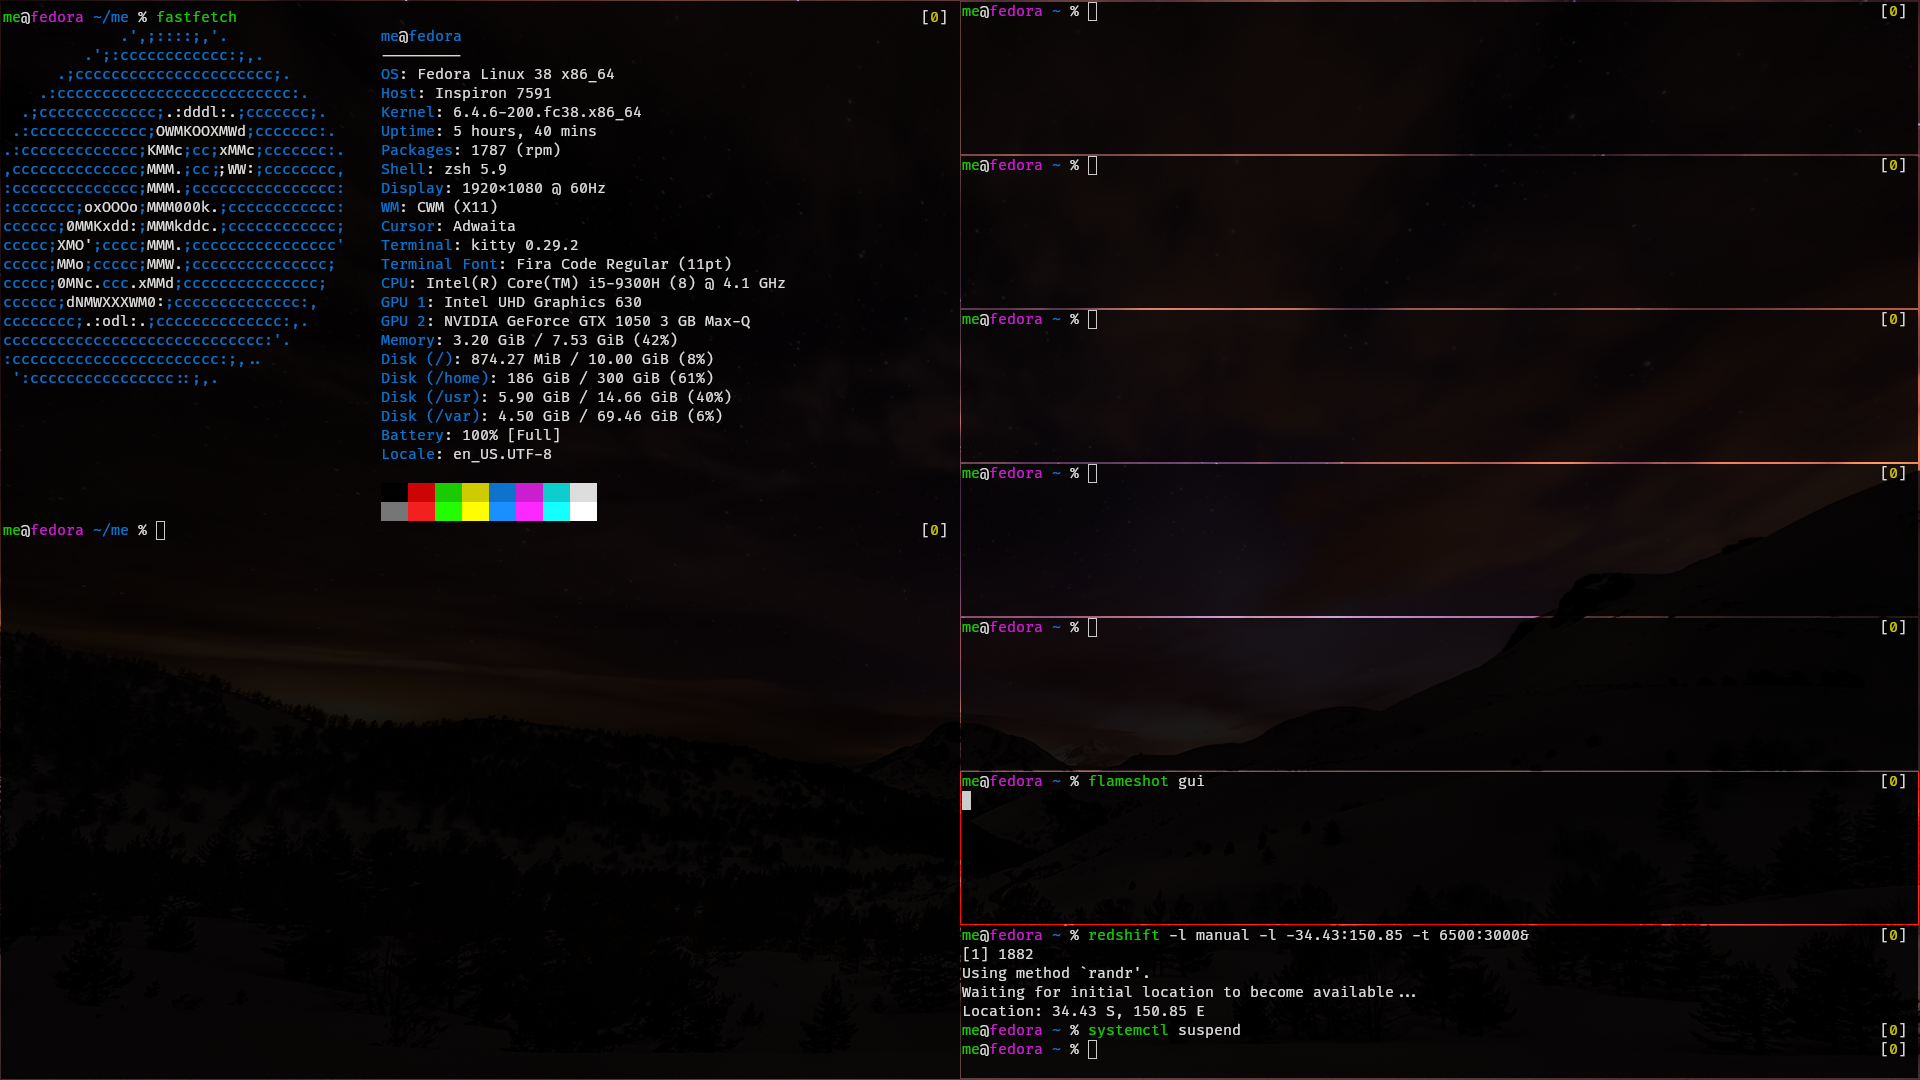 me@fedora ~/me % fastfetch [0]
.',;::::;,'.
.';:cccccccccccc:;,.
.;cccccccccccccccccccccc;.
.:cccccccccccccccccccccccccc:.
.;ccccccccccccc;.:dddl:.;ccccccc;.
.:ccccccccccccc;OWMKOOXMWd;ccccccc:.
.:ccccccccccccc;KMMc;cc;xMMc;ccccccc:.
,cccccccccccccc;MMM.;cc;;WW:;cccccccc,
:cccccccccccccc;MMM.;cccccccccccccccc:
:ccccccc;oxOOOo;MMM000k.;cccccccccccc:
cccccc;0MMKxdd:;MMMkddc.;cccccccccccc;
ccccc;XMO';cccc;MMM.;cccccccccccccccc'
ccccc;MMo;ccccc;MMW.;ccccccccccccccc;
ccccc;0MNc.ccc.xMMd;ccccccccccccccc;
cccccc;dNMWXXXWM0:;cccccccccccccc:,
cccccccc;.:odl:.;cccccccccccccc:,.
ccccccccccccccccccccccccccccc:'.
:ccccccccccccccccccccccc:;,..
':cccccccccccccccc::;,.
me@fedora
---------
OS: Fedora Linux 38 x86_64
Host: Inspiron 7591
Kernel: 6.4.6-200.fc38.x86_64
Uptime: 5 hours, 40 mins
Packages: 1787 (rpm)
Shell: zsh 5.9
Display: 1920×1080 @ 60Hz
WM: CWM (X11)
Cursor: Adwaita
Terminal: kitty 0.29.2
Terminal Font: Fira Code Regular (11pt)
CPU: Intel(R) Core(TM) i5-9300H (8) @ 4.1 GHz
GPU 1: Intel UHD Graphics 630
GPU 2: NVIDIA GeForce GTX 1050 3 GB Max-Q
Memory: 3.20 GiB / 7.53 GiB (42%)
Disk (/): 874.27 MiB / 10.00 GiB (8%)
Disk (/home): 186 GiB / 300 GiB (61%)
Disk (/usr): 5.90 GiB / 14.66 GiB (40%)
Disk (/var): 4.50 GiB / 69.46 GiB (6%)
Battery: 100% [Full]
Locale: en_US.UTF-8
me@fedora ~/me % [0]
me@fedora ~ % [0]
me@fedora ~ % [0]
me@fedora ~ % [0]
me@fedora ~ % [0]
me@fedora ~ % [0]
me@fedora ~ % flameshot gui [0]
me@fedora ~ % redshift -l manual -l -34.43:150.85 -t 6500:3000& [0]
[1] 1882
Using method `randr'.
Waiting for initial location to become available...
Location: 34.43 S, 150.85 E
me@fedora ~ % systemctl suspend [0]
me@fedora ~ % [0]